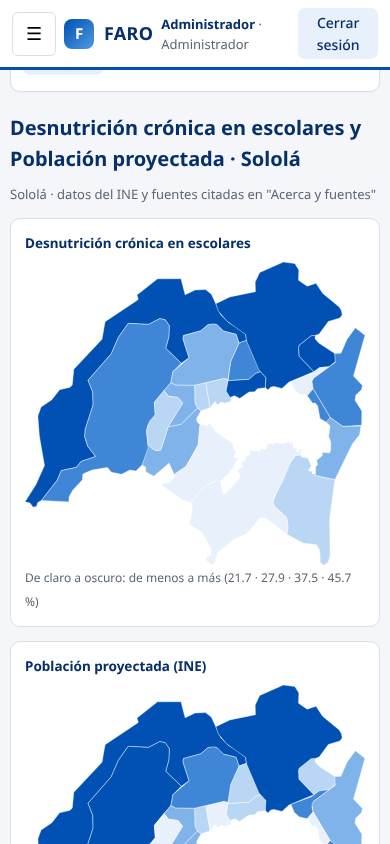 ☰
F
FARO
Administrador ·
Administrador
Cerrar
sesión
Desnutrición crónica en escolares y
Población proyectada · Sololá
Sololá · datos del INE y fuentes citadas en "Acerca y fuentes"
Desnutrición crónica en escolares
De claro a oscuro: de menos a más (21.7 · 27.9 · 37.5 · 45.7
%)
Población proyectada (INE)